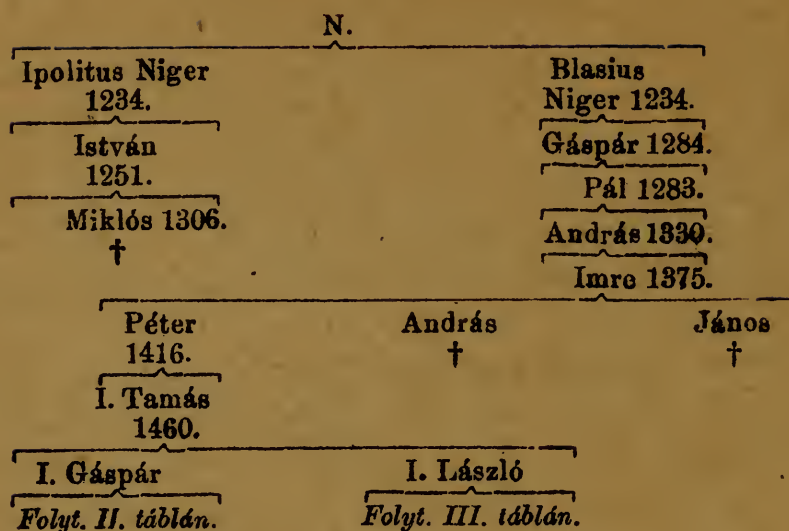 N.
Ipolitus Niger
1234.
Blasius
Niger 1234.
István
1251.
Gáspár 1284.
Pál 1283.
Miklós 1306.
†
András 1330.
Imre 1375.
Péter
1416.
András
†
János
†
I. Tamás
1460.
I. Gáspár
I. László
Folyt. II. táblán.
Folyt. III. táblán.